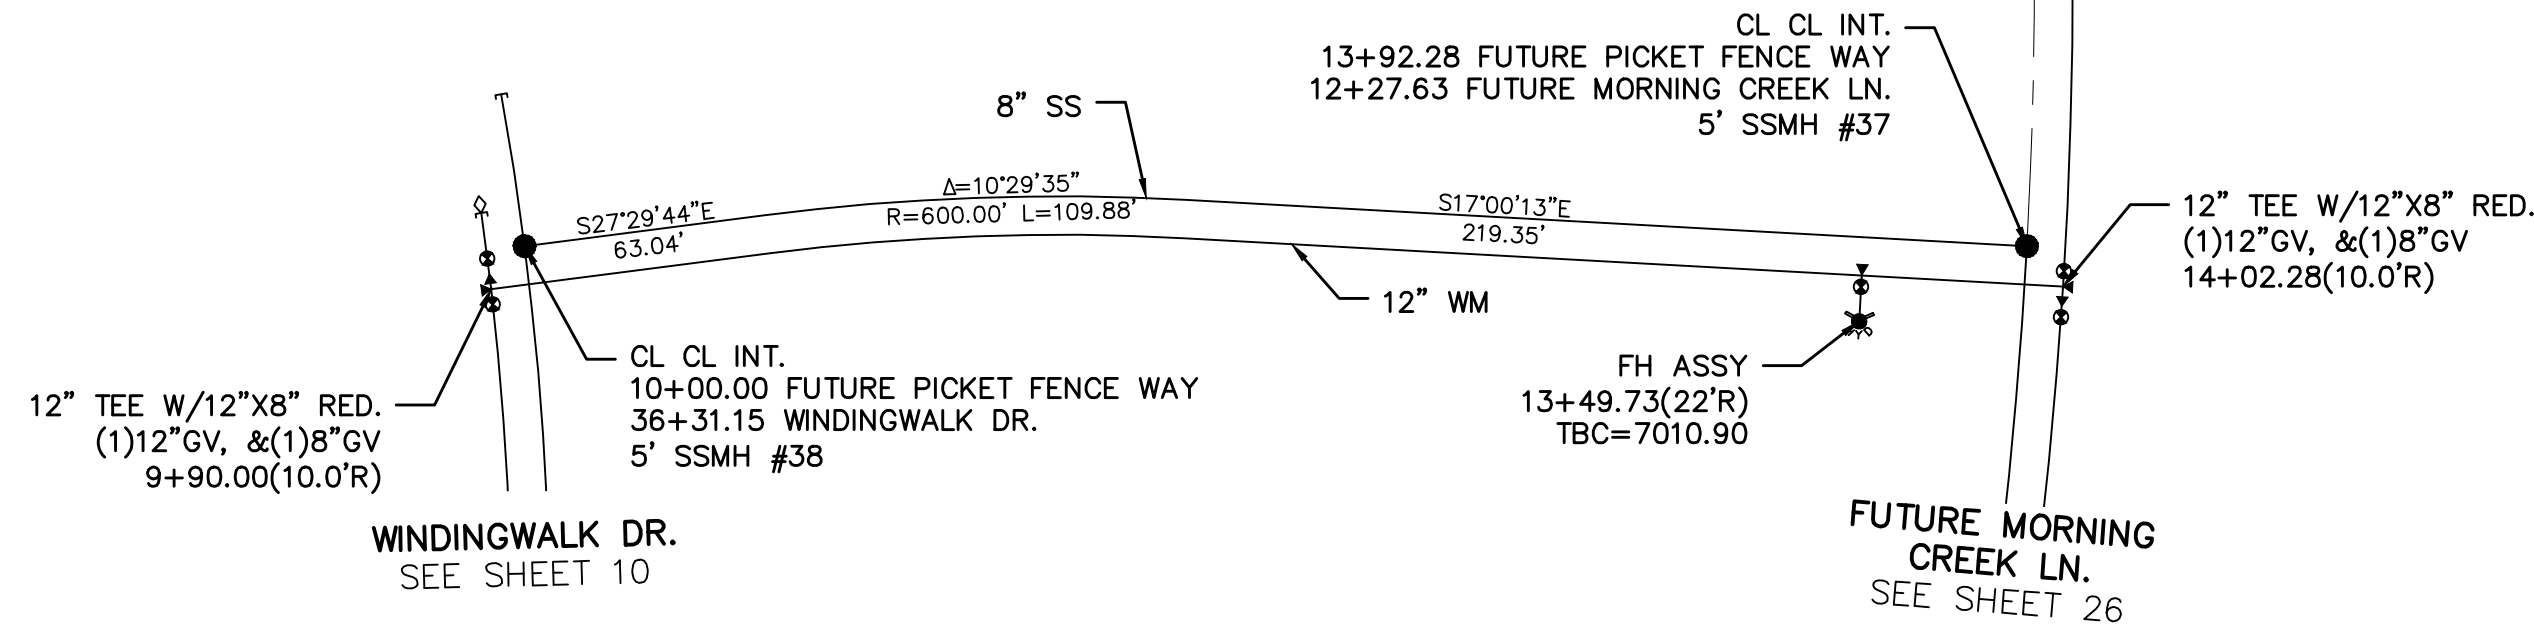 CL CL INT.
13+92.28 FUTURE PICKET FENCE WAY
12+27.63 FUTURE MORNING CREEK LN.
5' SSMH #37
8" SS
Δ=10°29'35"
R=600.00' L=109.88'
S27°29'44"E
63.04'
S17°00'13"E
219.35'
12" TEE W/12"X8" RED.
(1)12"GV, &(1)8"GV
14+02.28(10.0'R)
12" WM
CL CL INT.
10+00.00 FUTURE PICKET FENCE WAY
36+31.15 WINDINGWALK DR.
5' SSMH #38
FH ASSY
13+49.73(22'R)
TBC=7010.90
12" TEE W/12"X8" RED.
(1)12"GV, &(1)8"GV
9+90.00(10.0'R)
WINDINGWALK DR.
SEE SHEET 10
FUTURE MORNING
CREEK LN.
SEE SHEET 26